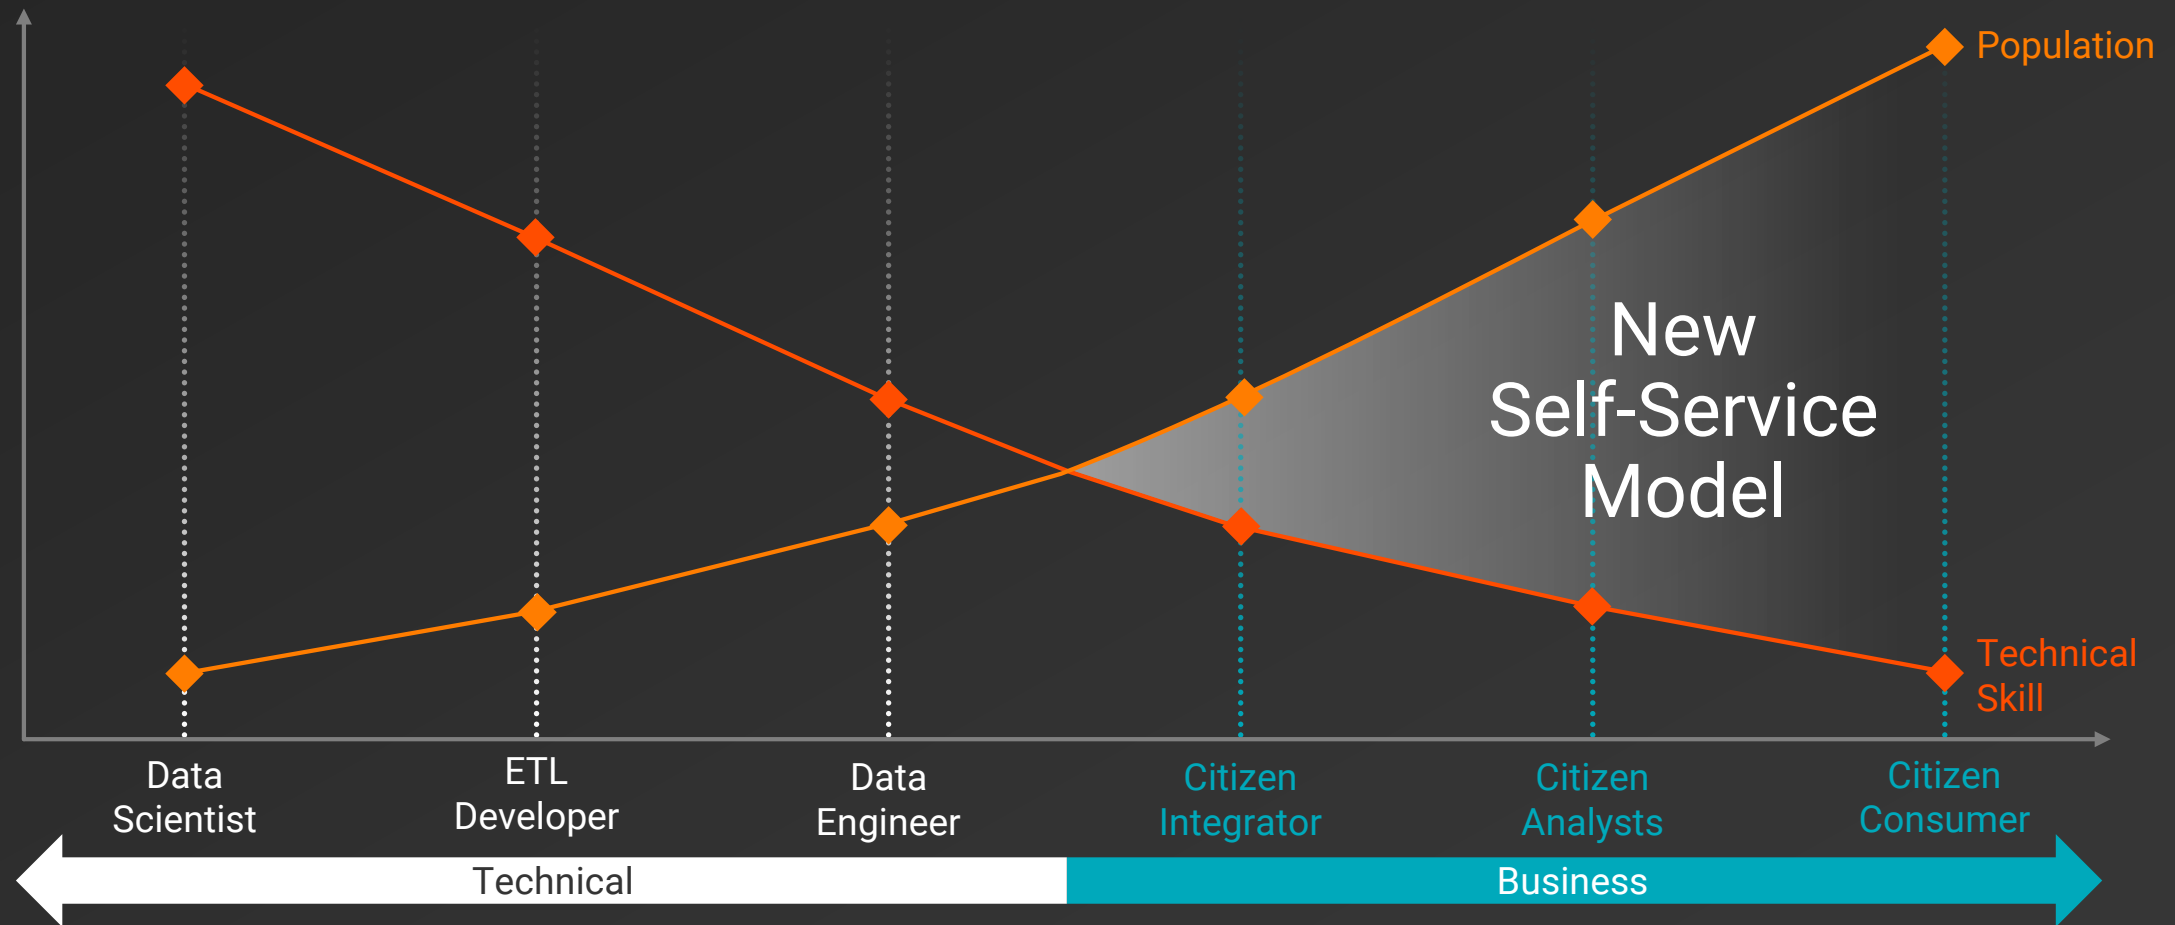 Population
New
Self-Service
Model
Technical
Skill
Data
Scientist
ETL
Developer
Data
Engineer
Citizen
Integrator
Citizen
Analysts
Citizen
Consumer
Technical
Business